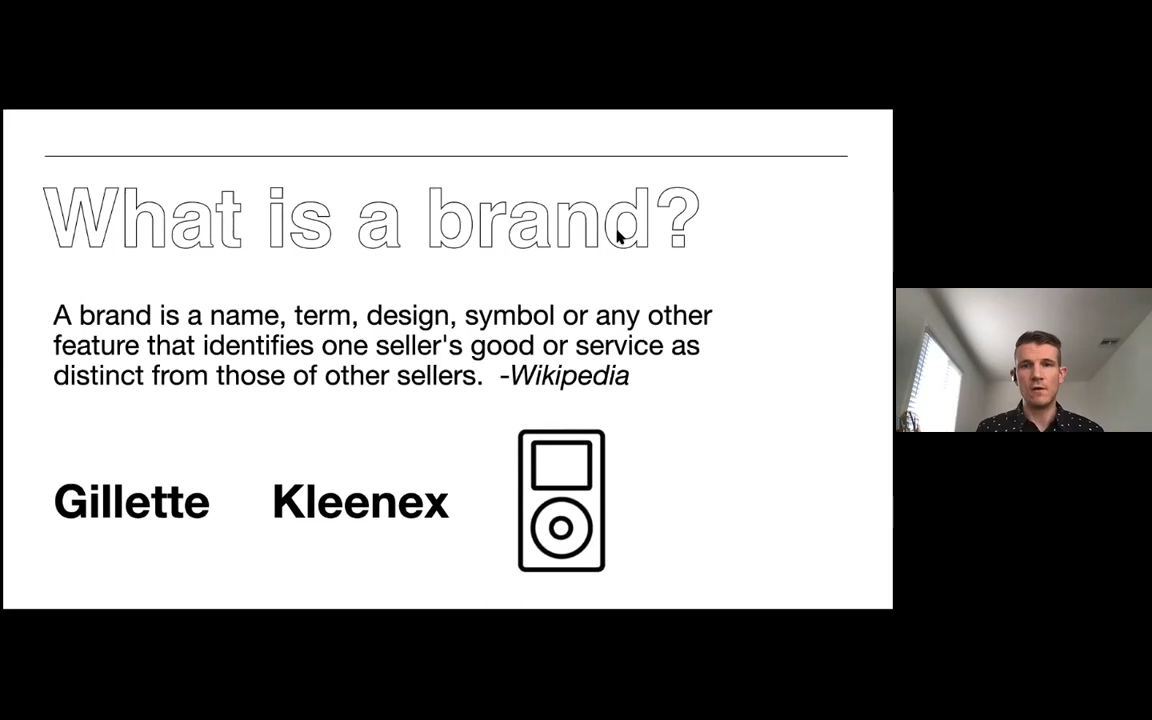 What is a brand?
A brand is a name, term, design, symbol or any other
feature that identifies one seller's good or service as
distinct from those of other sellers. -Wikipedia
Gillette Kleenex